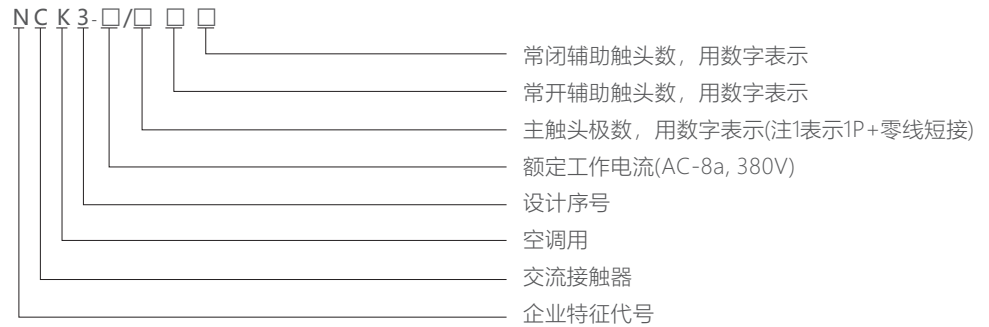 NCK3-□/□ □ □
常闭辅助触头数，用数字表示
常开辅助触头数，用数字表示
主触头极数，用数字表示(注1表示1P+零线短接)
额定工作电流(AC-8a, 380V)
设计序号
空调用
交流接触器
企业特征代号